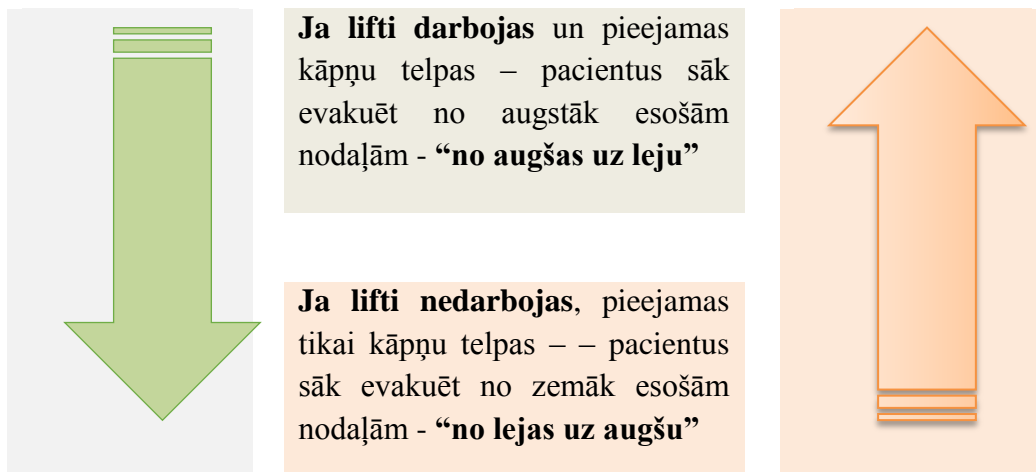 Ja lifti darbojas un pieejamas
kāpņu telpas – pacientus sāk
evakuēt no augstāk esošām
nodaļām - “no augšas uz leju”
Ja lifti nedarbojas, pieejamas
tikai kāpņu telpas – – pacientus
sāk evakuēt no zemāk esošām
nodaļām - “no lejas uz augšu”